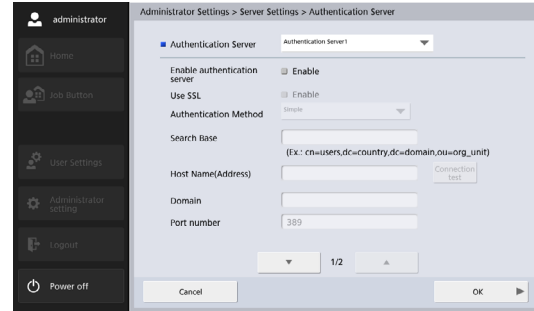 administrator
Home
Job Button
User Settings
Administrator
setting
Logout
Power off
Administrator Settings > Server Settings > Authentication Server
Authentication Server
Authentication Server1
Enable authentication
server
Enable
Use SSL
Enable
Authentication Method
Simple
Search Base
(Ex.: cn=users,dc=country,dc=domain,ou=org_unit)
Host Name(Address)
Connection
test
Domain
Port number
389
1/2
Cancel
OK